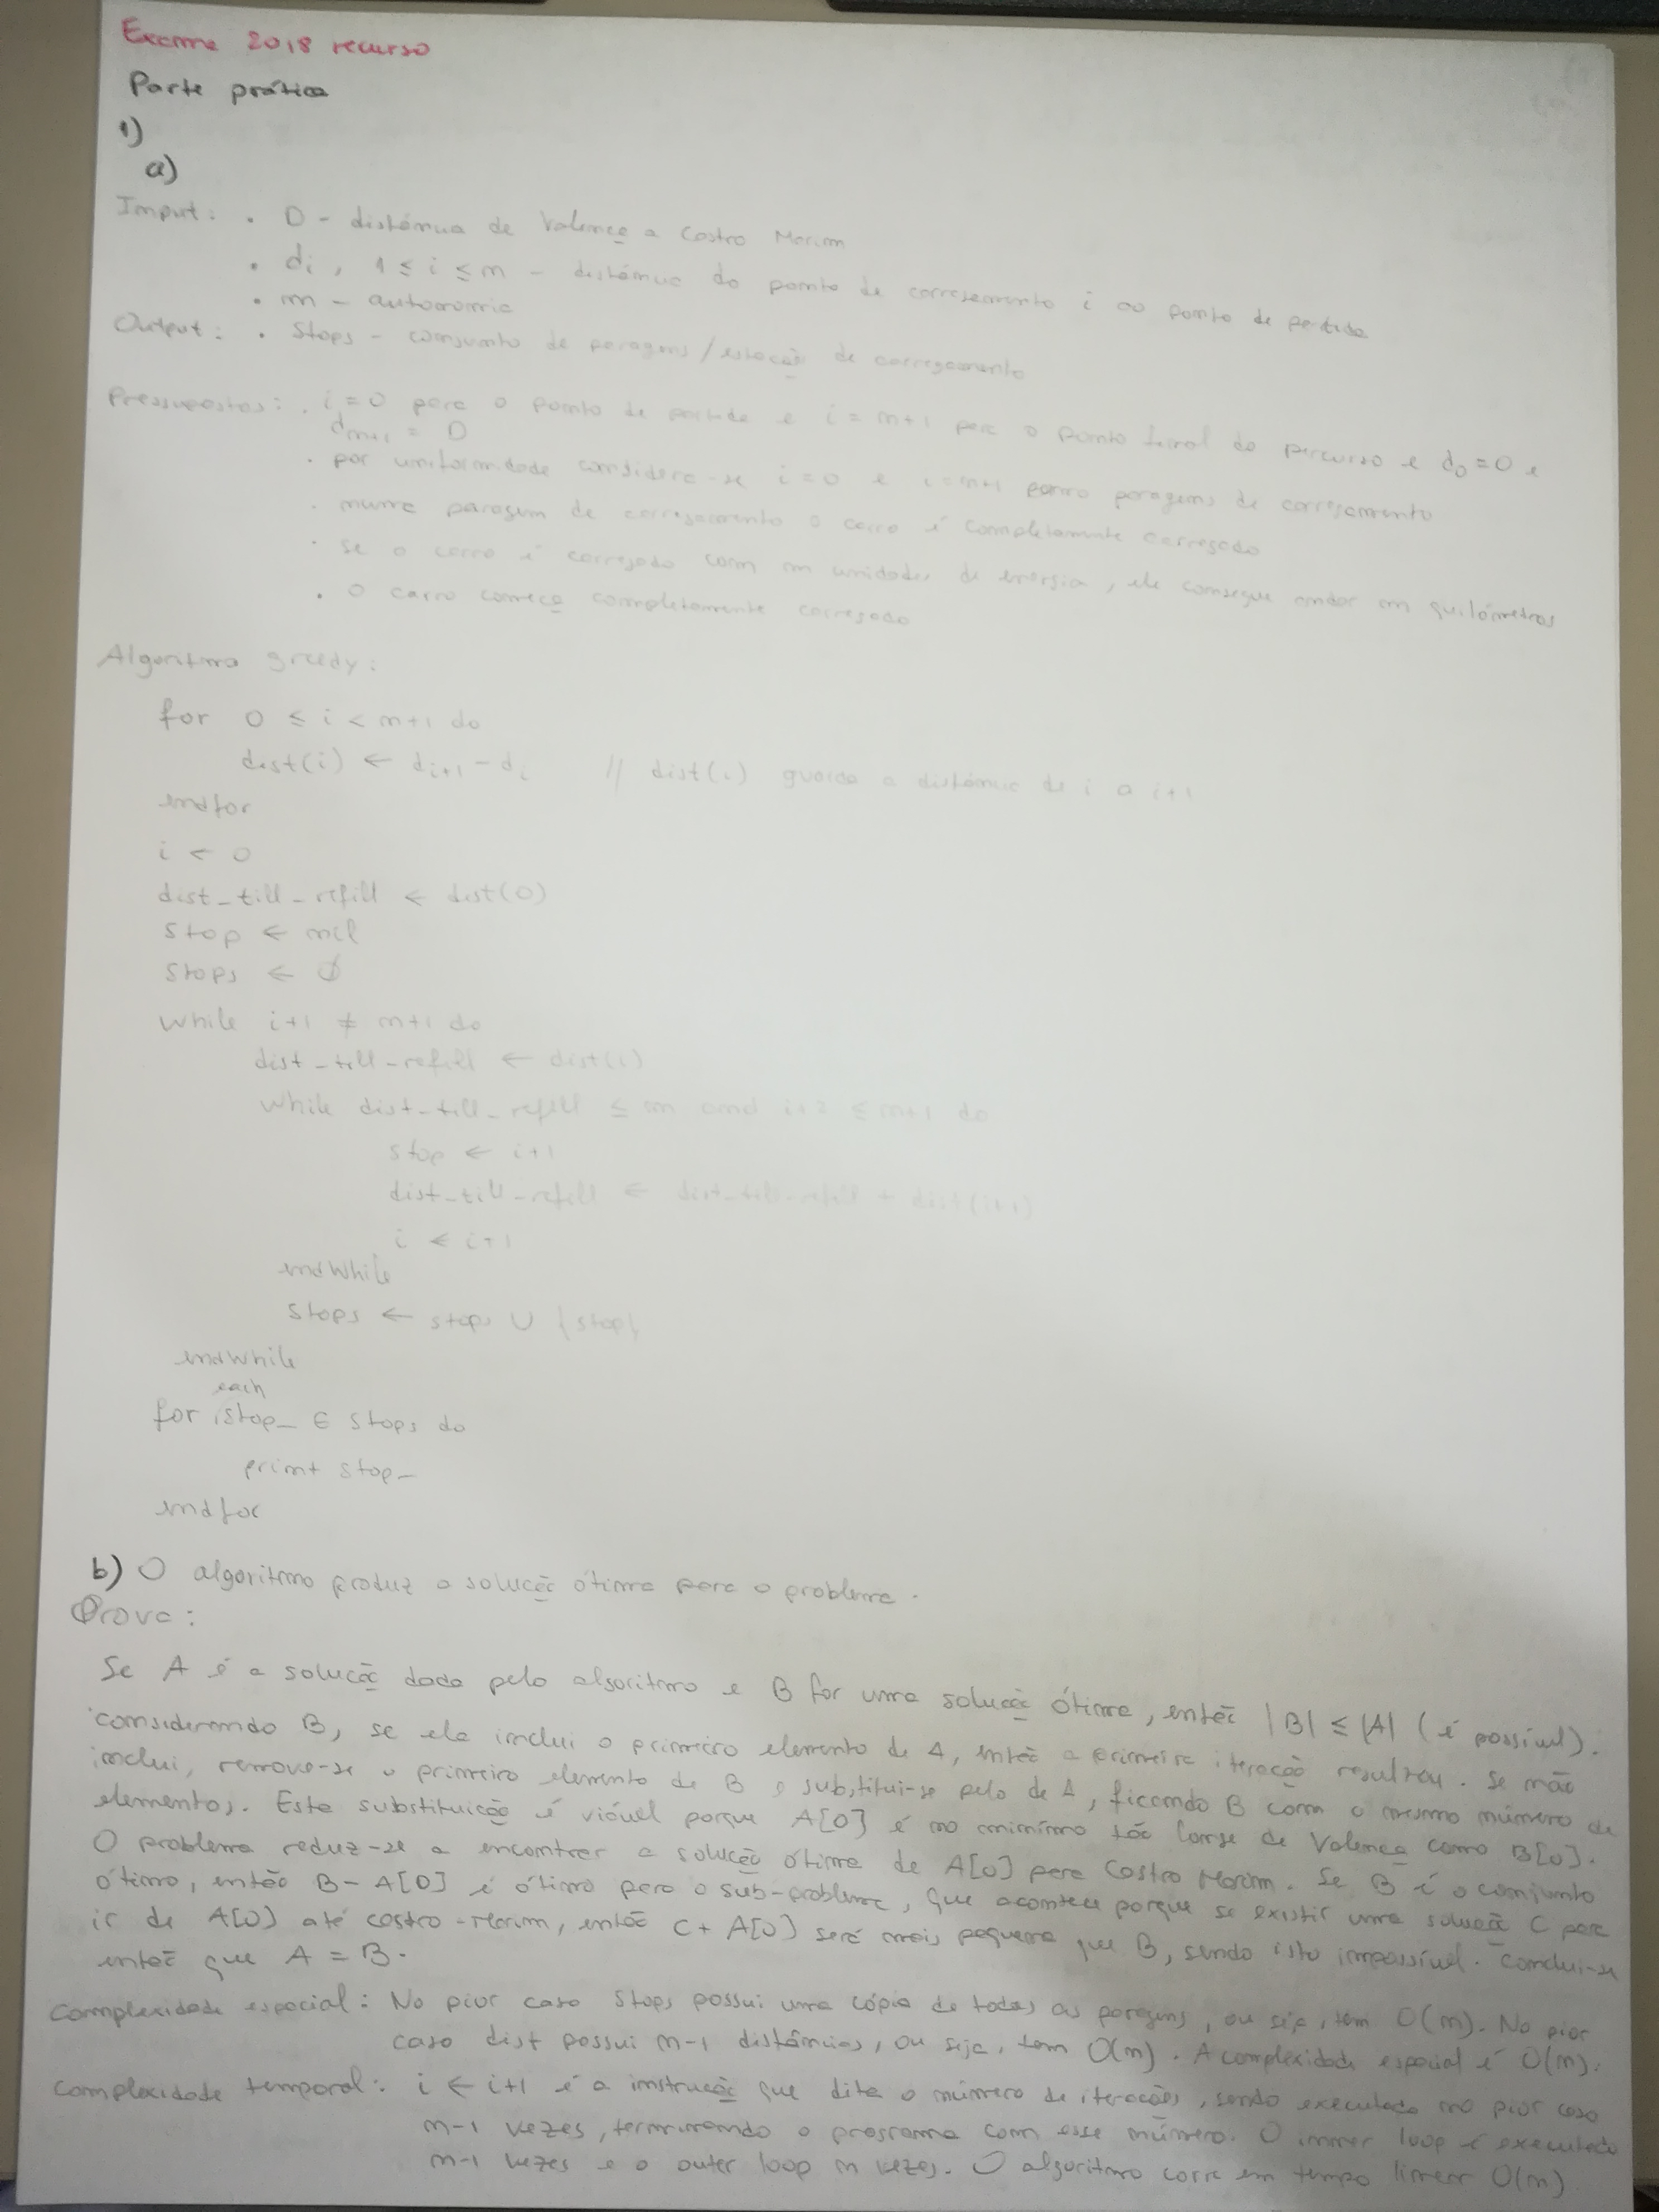 Exame 2018 recurso
Parte prática
1)
a)
Input: • D - distância de Valença a Castro Marim
• di, 1 ≤ i ≤ n - distância do ponto de carregamento i ao ponto de partida
• m - autonomia
Output: • Stops - conjunto de paragens/estação de carregamento
Pressupostos: • i=0 para o ponto de partida e i = n+1 para o ponto final do percurso e d0 = 0 e
dn+1 = D
• por uniformidade considera-se i=0 e i=n+1 como paragens de carregamento
• numa paragem de carregamento o carro é completamente carregado
• se o carro é carregado com m unidades de energia, ele consegue andar m quilómetros
• o carro começa completamente carregado
Algoritmo greedy:
for 0 ≤ i < n+1 do
dist(i) ← di+1 - di // dist(i) guarda a distância de i a i+1
endfor
i ← 0
dist_till_refill ← dist(0)
stop ← nil
stops ← ∅
while i+1 ≠ n+1 do
dist_till_refill ← dist(i)
while dist_till_refill ≤ m and i+2 ≤ n+1 do
stop ← i+1
dist_till_refill ← dist_till_refill + dist(i+1)
i ← i+1
endwhile
stops ← stops ∪ {stop}
endwhile
for each stop_ ∈ stops do
print stop_
endfor
b) O algoritmo produz a solução ótima para o problema.
Prova:
Se A é a solução dada pelo algoritmo e B for uma solução ótima, então |B| ≤ |A| (é possível).
considerando B, se ela inclui o primeiro elemento de A, então a primeira iteração resultou. Se não
inclui, remove-se o primeiro elemento de B e substitui-se pelo de A, ficando B com o mesmo número de
elementos. Esta substituição é viável porque A[0] é no mínimo tão longe de Valença como B[0].
O problema reduz-se a encontrar a solução ótima de A[0] para Castro Marim. Se B é o conjunto
ótimo, então B-A[0] é ótimo para o sub-problema, que acontece porque se existir uma solução C para
ir de A[0] até castro-Marim, então C + A[0] será mais pequena que B, sendo isto impossível. Conclui-se
então que A = B.
Complexidade espacial: No pior caso Stops possui uma cópia de todas as paragens, ou seja, tem O(n). No pior
caso dist possui n-1 distâncias, ou seja, tem O(n). A complexidade espacial é O(n).
Complexidade temporal: i ← i+1 é a instrução que dita o número de iterações, sendo executada no pior caso
n-1 vezes, terminando o programa com esse número. O inner loop é executado
n-1 vezes e o outer loop n vezes. O algoritmo corre em tempo linear O(n)